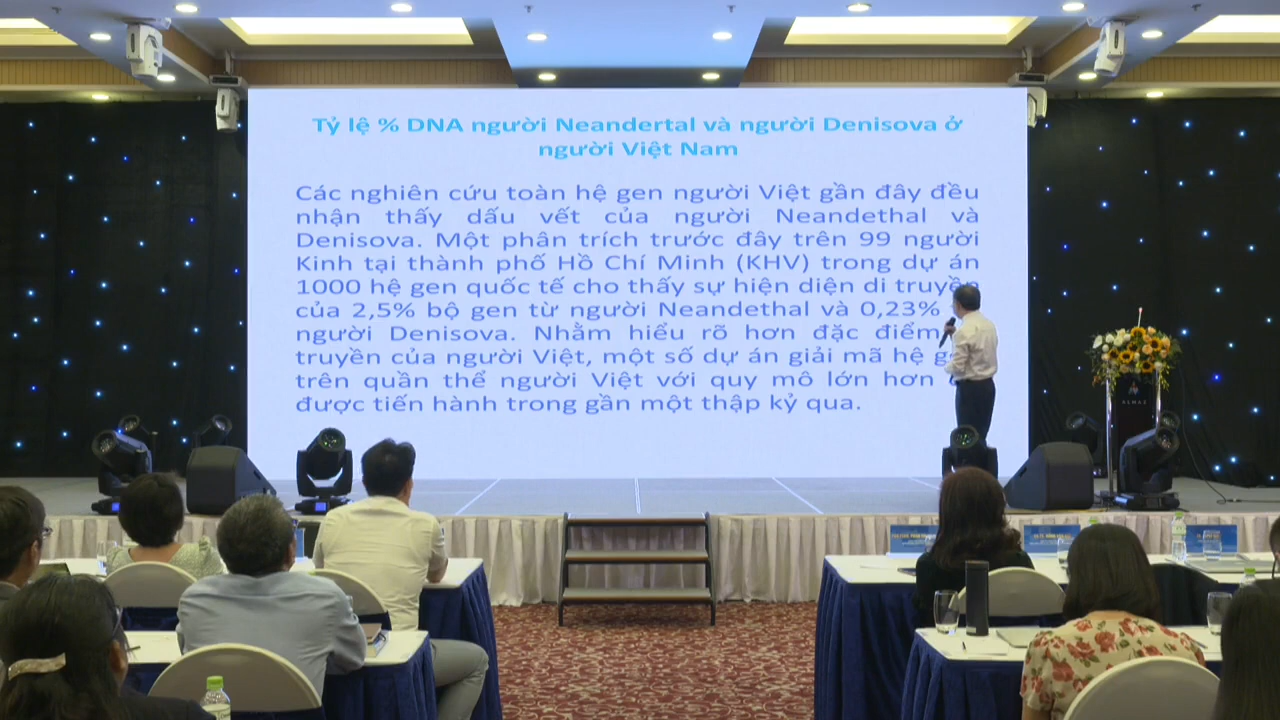 Tỷ lệ % DNA người Neandertal và người Denisova ở
người Việt Nam
Các nghiên cứu toàn hệ gen người Việt gần đây đều
nhận thấy dấu vết của người Neandethal và
Denisova. Một phân trích trước đây trên 99 người
Kinh tại thành phố Hồ Chí Minh (KHV) trong dự án
1000 hệ gen quốc tế cho thấy sự hiện diện di truyền
của 2,5% bộ gen từ người Neandethal và 0,23%
người Denisova. Nhằm hiểu rõ hơn đặc điểm
truyền của người Việt, một số dự án giải mã hệ
trên quần thể người Việt với quy mô lớn hơn
được tiến hành trong gần một thập kỷ qua.
ALMAZ